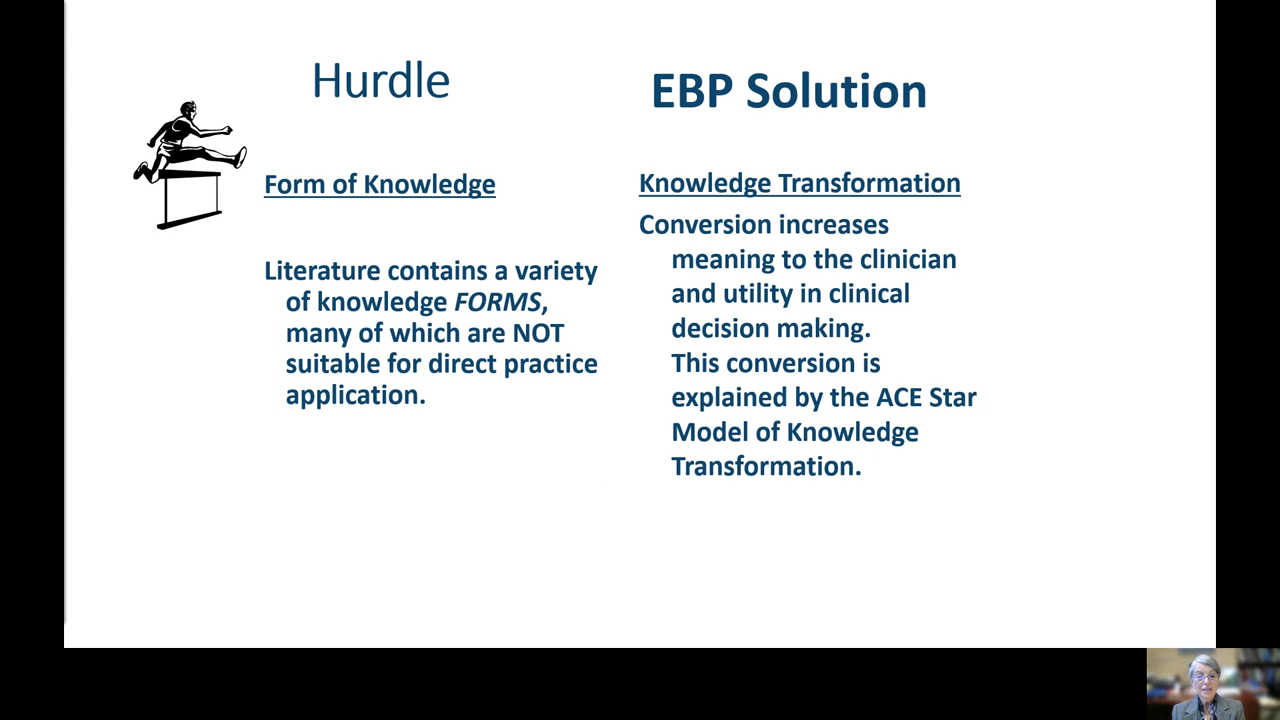 Hurdle
EBP Solution
Form of Knowledge
Literature contains a variety
of knowledge FORMS,
many of which are NOT
suitable for direct practice
application.
Knowledge Transformation
Conversion increases
meaning to the clinician
and utility in clinical
decision making.
This conversion is
explained by the ACE Star
Model of Knowledge
Transformation.